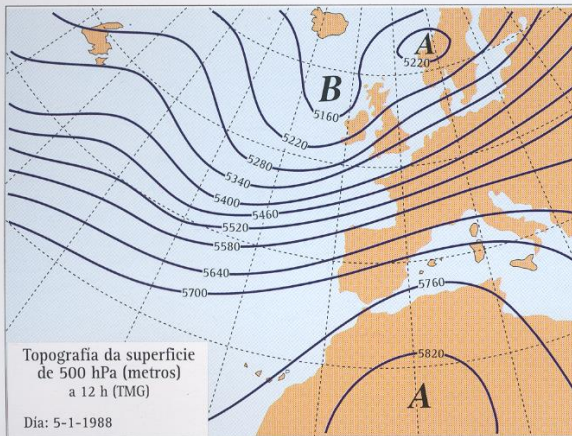 A
5220
B
5160
5220
5280
5340
5400
5460
5520
5580
5640
5700
5760
5820
A
Topografia da superficie
de 500 hPa (metros)
a 12 h (TMG)
Día: 5-1-1988